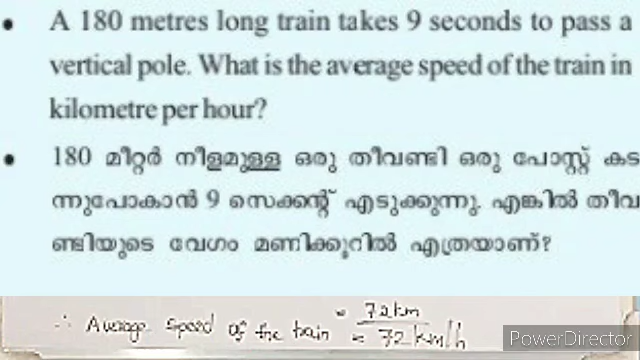 • A 180 metres long train takes 9 seconds to pass a
vertical pole. What is the average speed of the train in
kilometre per hour?
• 180 മീറ്റർ നീളമുള്ള ഒരു തീവണ്ടി ഒരു പോസ്റ്റ് കട
ന്നുപോകാൻ 9 സെക്കന്റ് എടുക്കുന്നു. എങ്കിൽ തീവ
ണ്ടിയുടെ വേഗം മണിക്കൂറിൽ എത്രയാണ്?
= 72km
∴ Average speed of the train = 72 km/h
PowerDirector